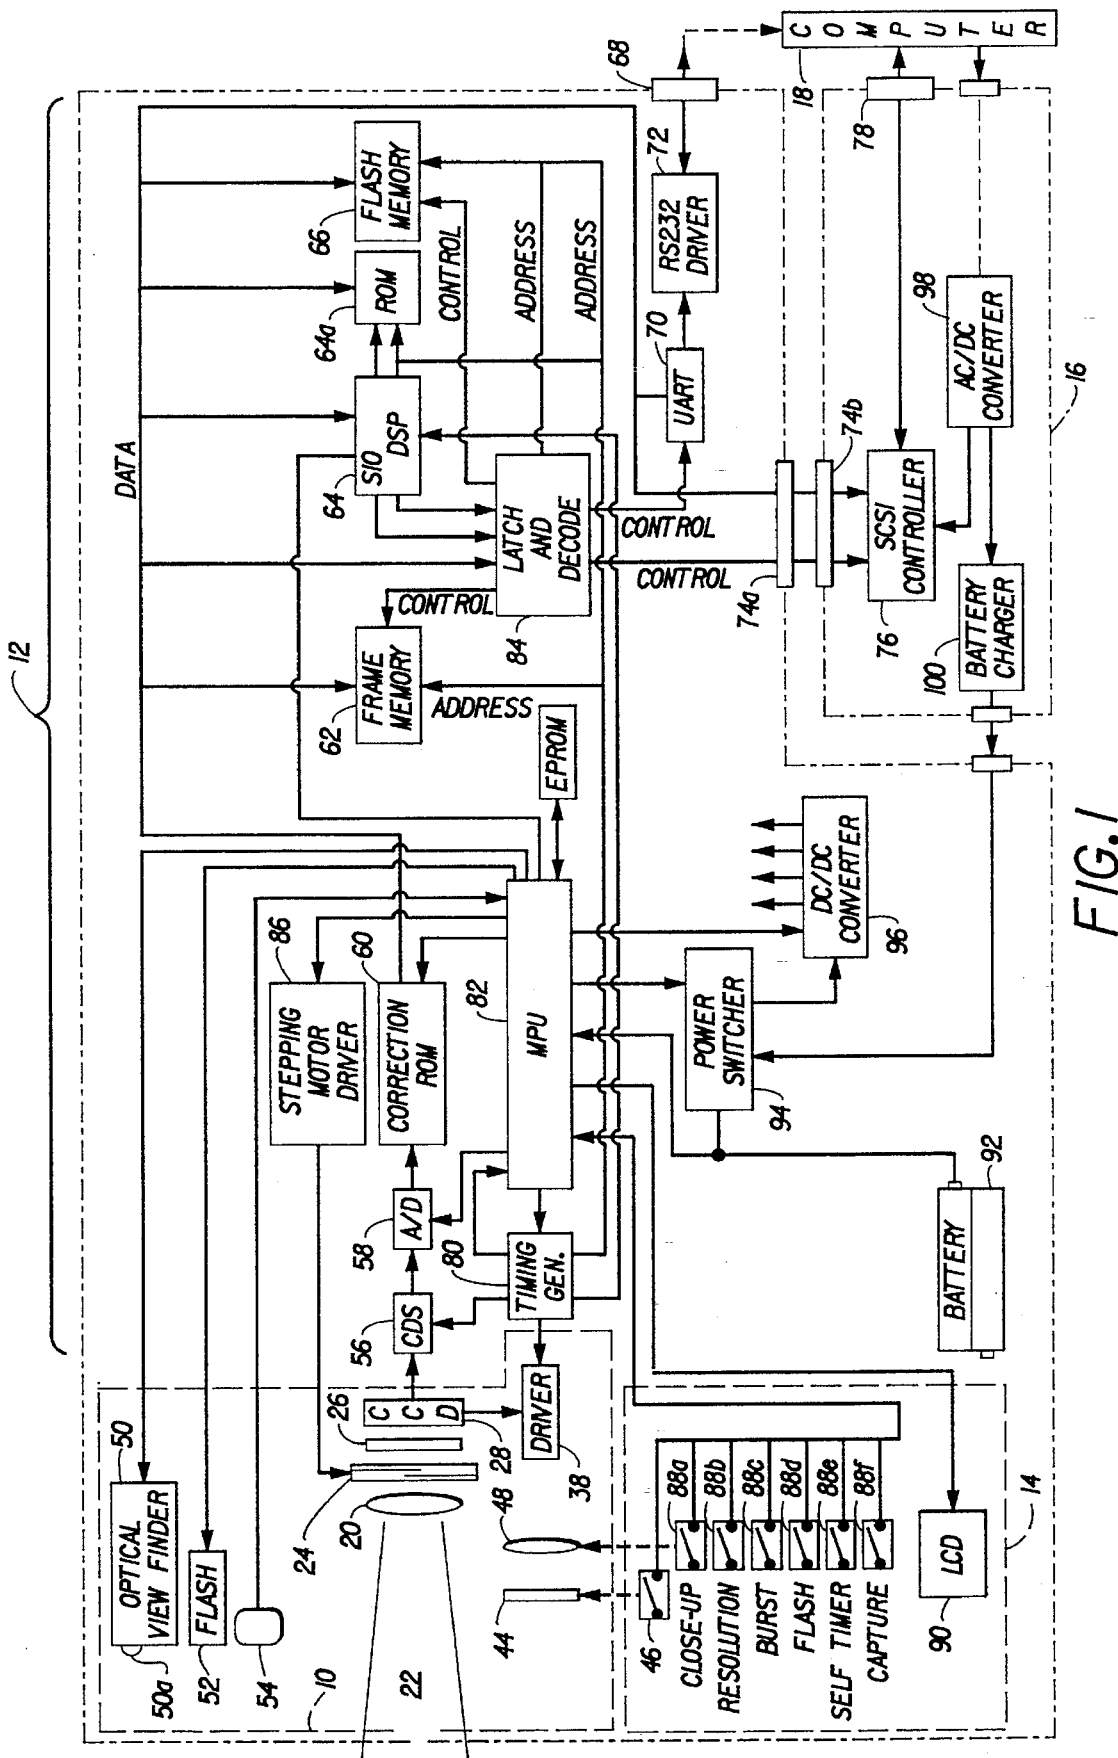 12
10
50
OPTICAL
VIEW FINDER
50a
52
FLASH
54
22
24
20
26
C
C
D
28
DRIVER
38
48
44
46
CLOSE-UP
88a
RESOLUTION
88b
BURST
88c
FLASH
88d
SELF TIMER
88e
CAPTURE
88f
90
LCD
14
86
STEPPING
MOTOR
DRIVER
56
CDS
58
A/D
60
CORRECTION
ROM
80
TIMING
GEN.
82
MPU
EPROM
94
POWER
SWITCHER
96
DC/DC
CONVERTER
BATTERY
92
DATA
62
FRAME
MEMORY
CONTROL
ADDRESS
64
SIO
DSP
64a
ROM
66
FLASH
MEMORY
84
LATCH
AND
DECODE
CONTROL
ADDRESS
ADDRESS
CONTROL
CONTROL
70
UART
72
RS232
DRIVER
68
74a
74b
76
SCSI
CONTROLLER
78
18
C O M P U T E R
98
AC/DC
CONVERTER
100
BATTERY
CHARGER
16
FIG. 1